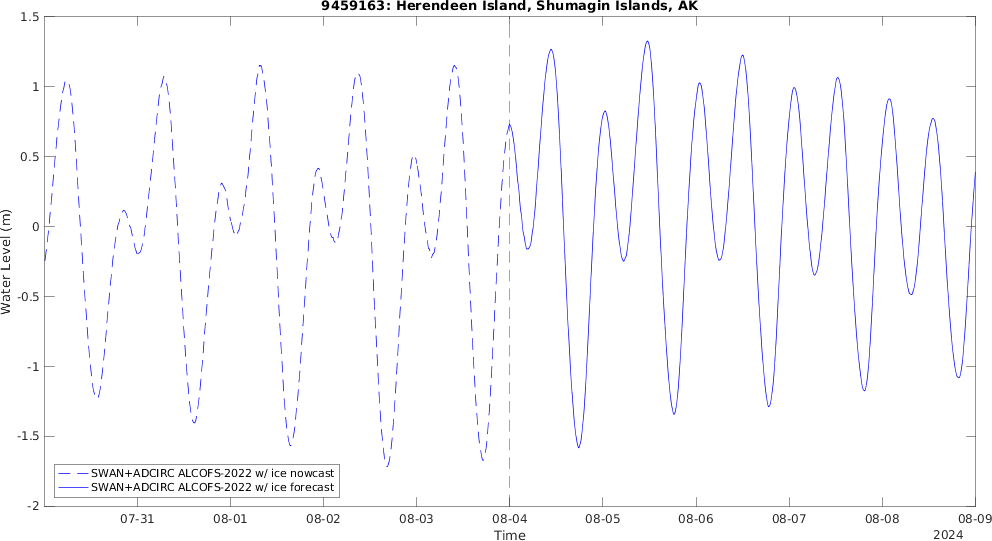 9459163: Herendeen Island, Shumagin Islands, AK
1.5
1
0.5
0
-0.5
-1
-1.5
-2
Water Level (m)
SWAN+ADCIRC ALCOFS-2022 w/ ice nowcast
SWAN+ADCIRC ALCOFS-2022 w/ ice forecast
07-31 08-01 08-02 08-03 08-04 08-05 08-06 08-07 08-08 08-09
Time 2024